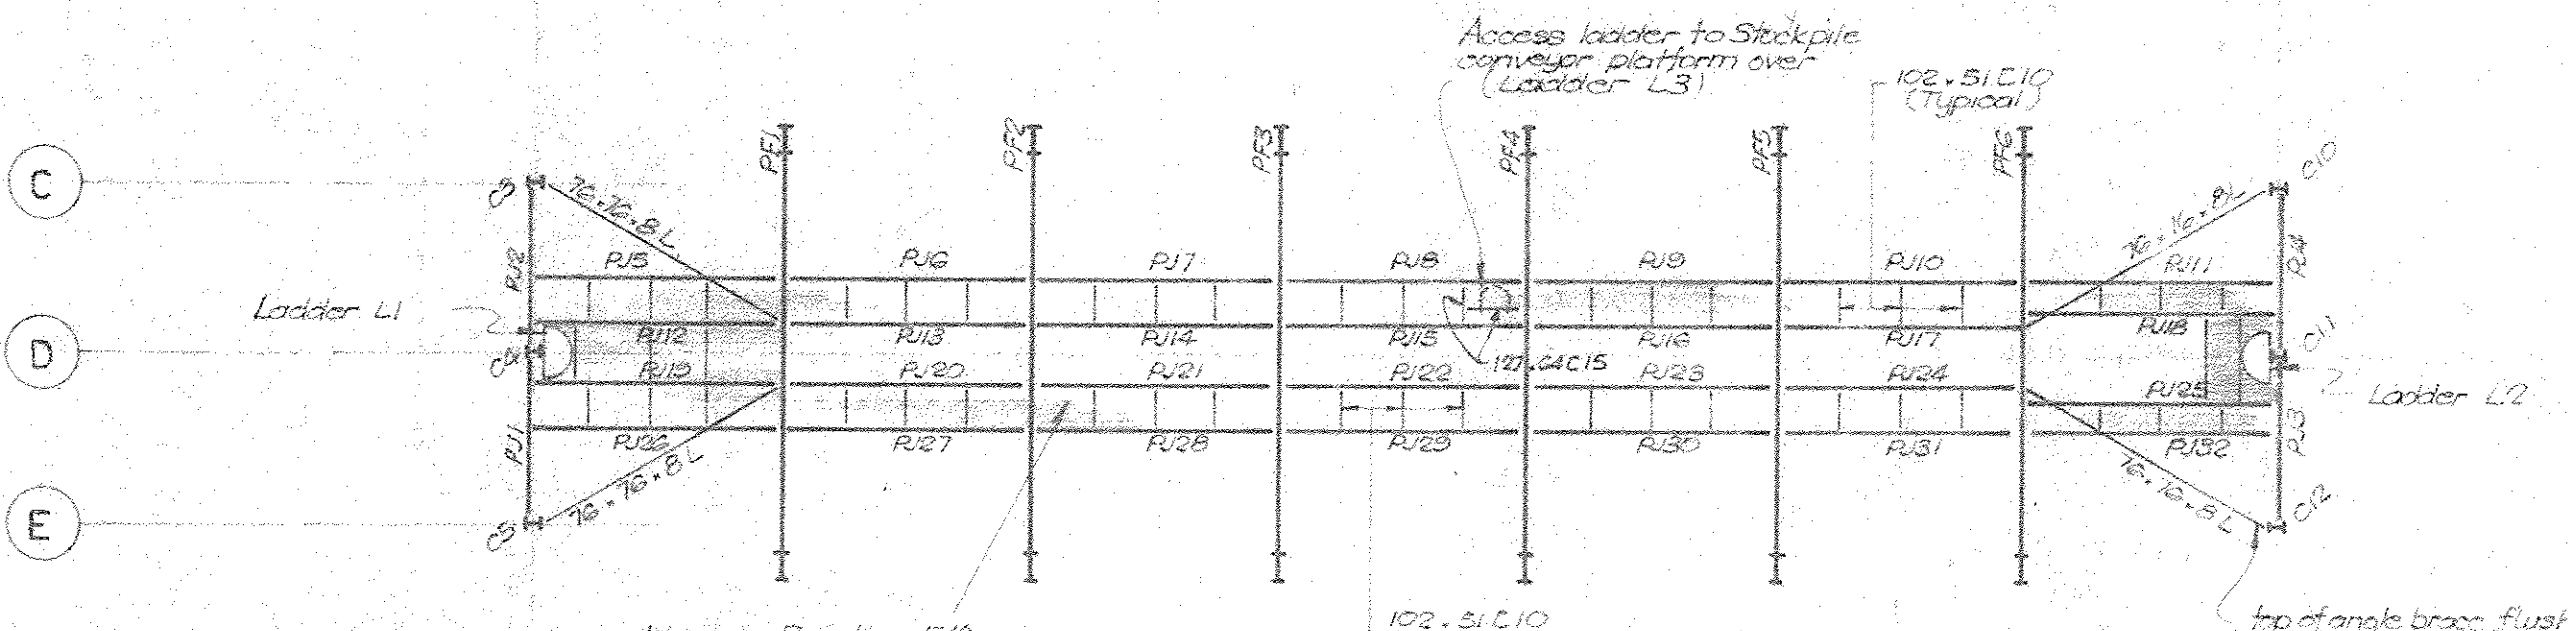 Access ladder to Stockpile
conveyor platform over
(Ladder L3)
102×51 C10
(Typical)
PF1
PF2
PF3
PF4
PF5
PF6
C
C10
76×76×8 L
76×76×8 L
PJ2
PJ5
PJ6
PJ7
PJ8
PJ9
PJ10
PJ11
PJ4
Ladder L1
PJ12
PJ13
PJ14
PJ15
PJ16
PJ17
PJ18
C11
D
127×64 C15
PJ19
PJ20
PJ21
PJ22
PJ23
PJ24
PJ25
Ladder L2
PJ1
PJ26
PJ27
PJ28
PJ29
PJ30
PJ31
PJ32
PJ3
76×76×8 L
76×76×8 L
E
C12
102×51 C10
top of angle brace flush